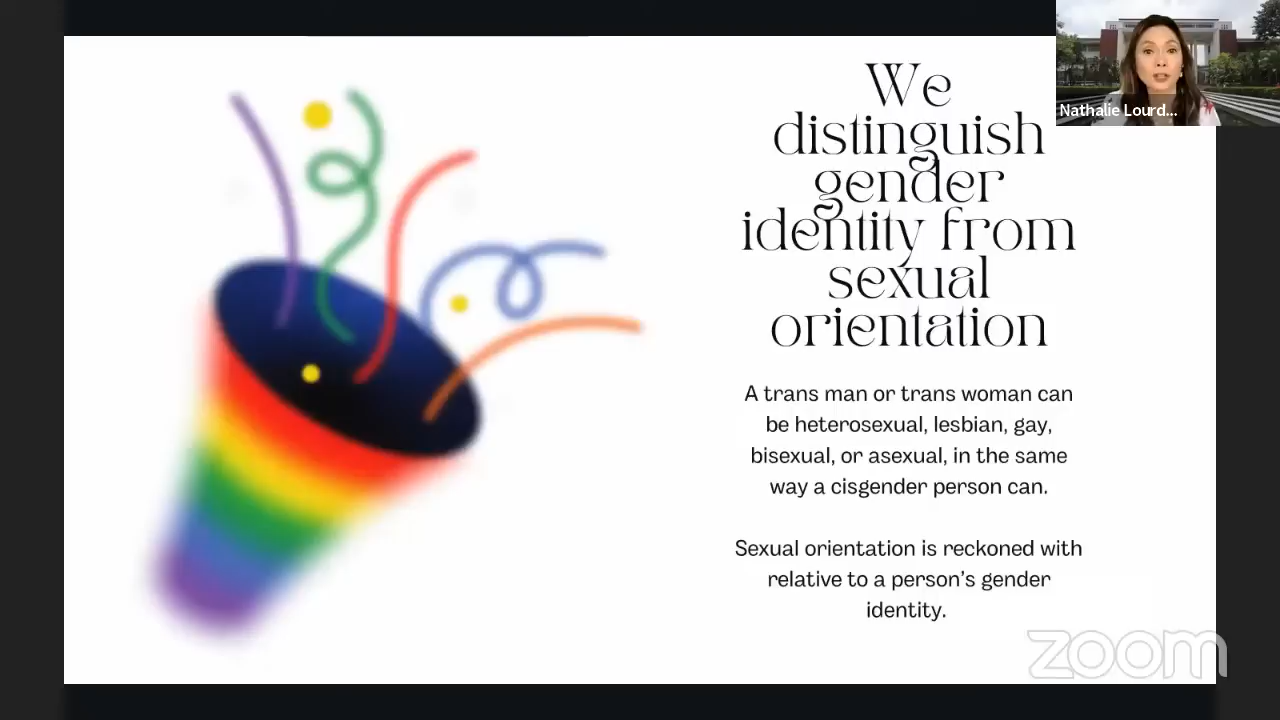 We
distinguish
gender
identity from
sexual
orientation
Nathalie Lourd...
A trans man or trans woman can
be heterosexual, lesbian, gay,
bisexual, or asexual, in the same
way a cisgender person can.
Sexual orientation is reckoned with
relative to a person's gender
identity.
zoom